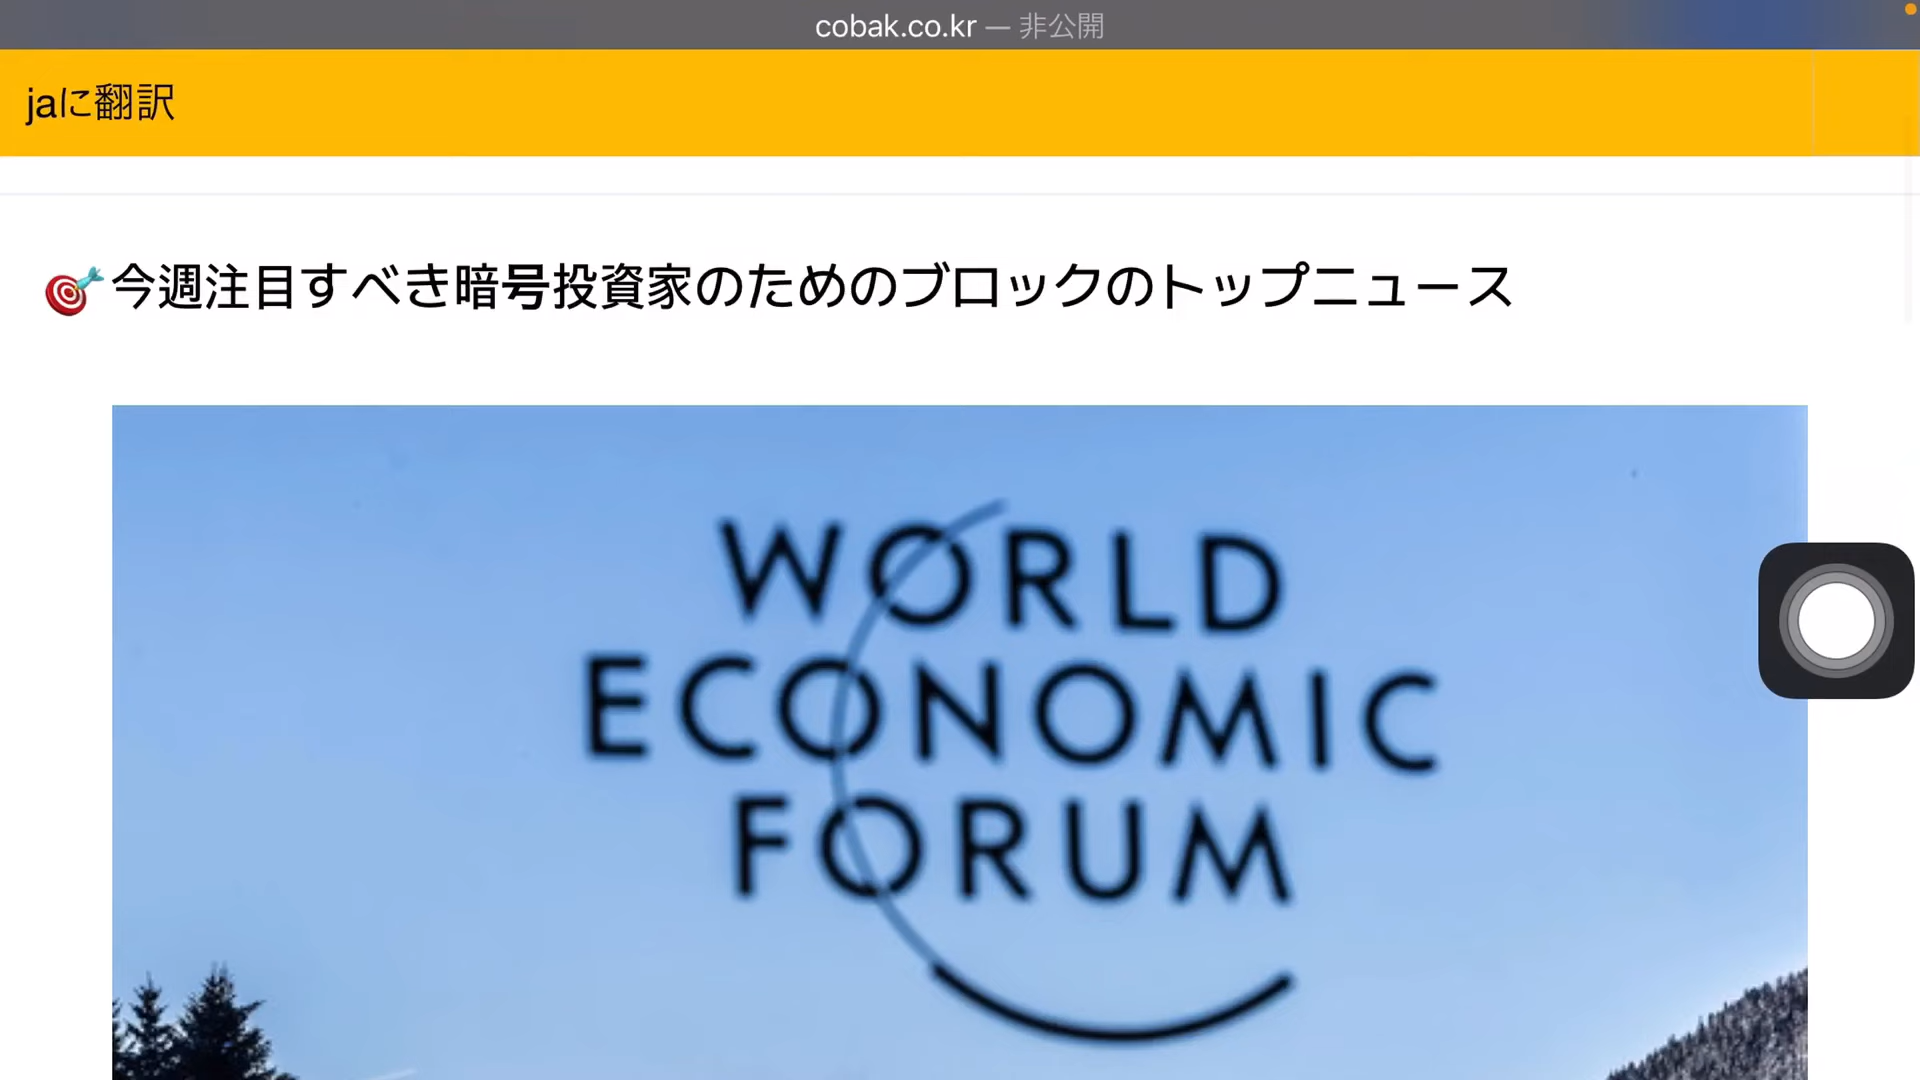 cobak.co.kr — 非公開
jaに翻訳
🎯今週注目すべき暗号投資家のためのブロックのトップニュース
WORLD
ECONOMIC
FORUM